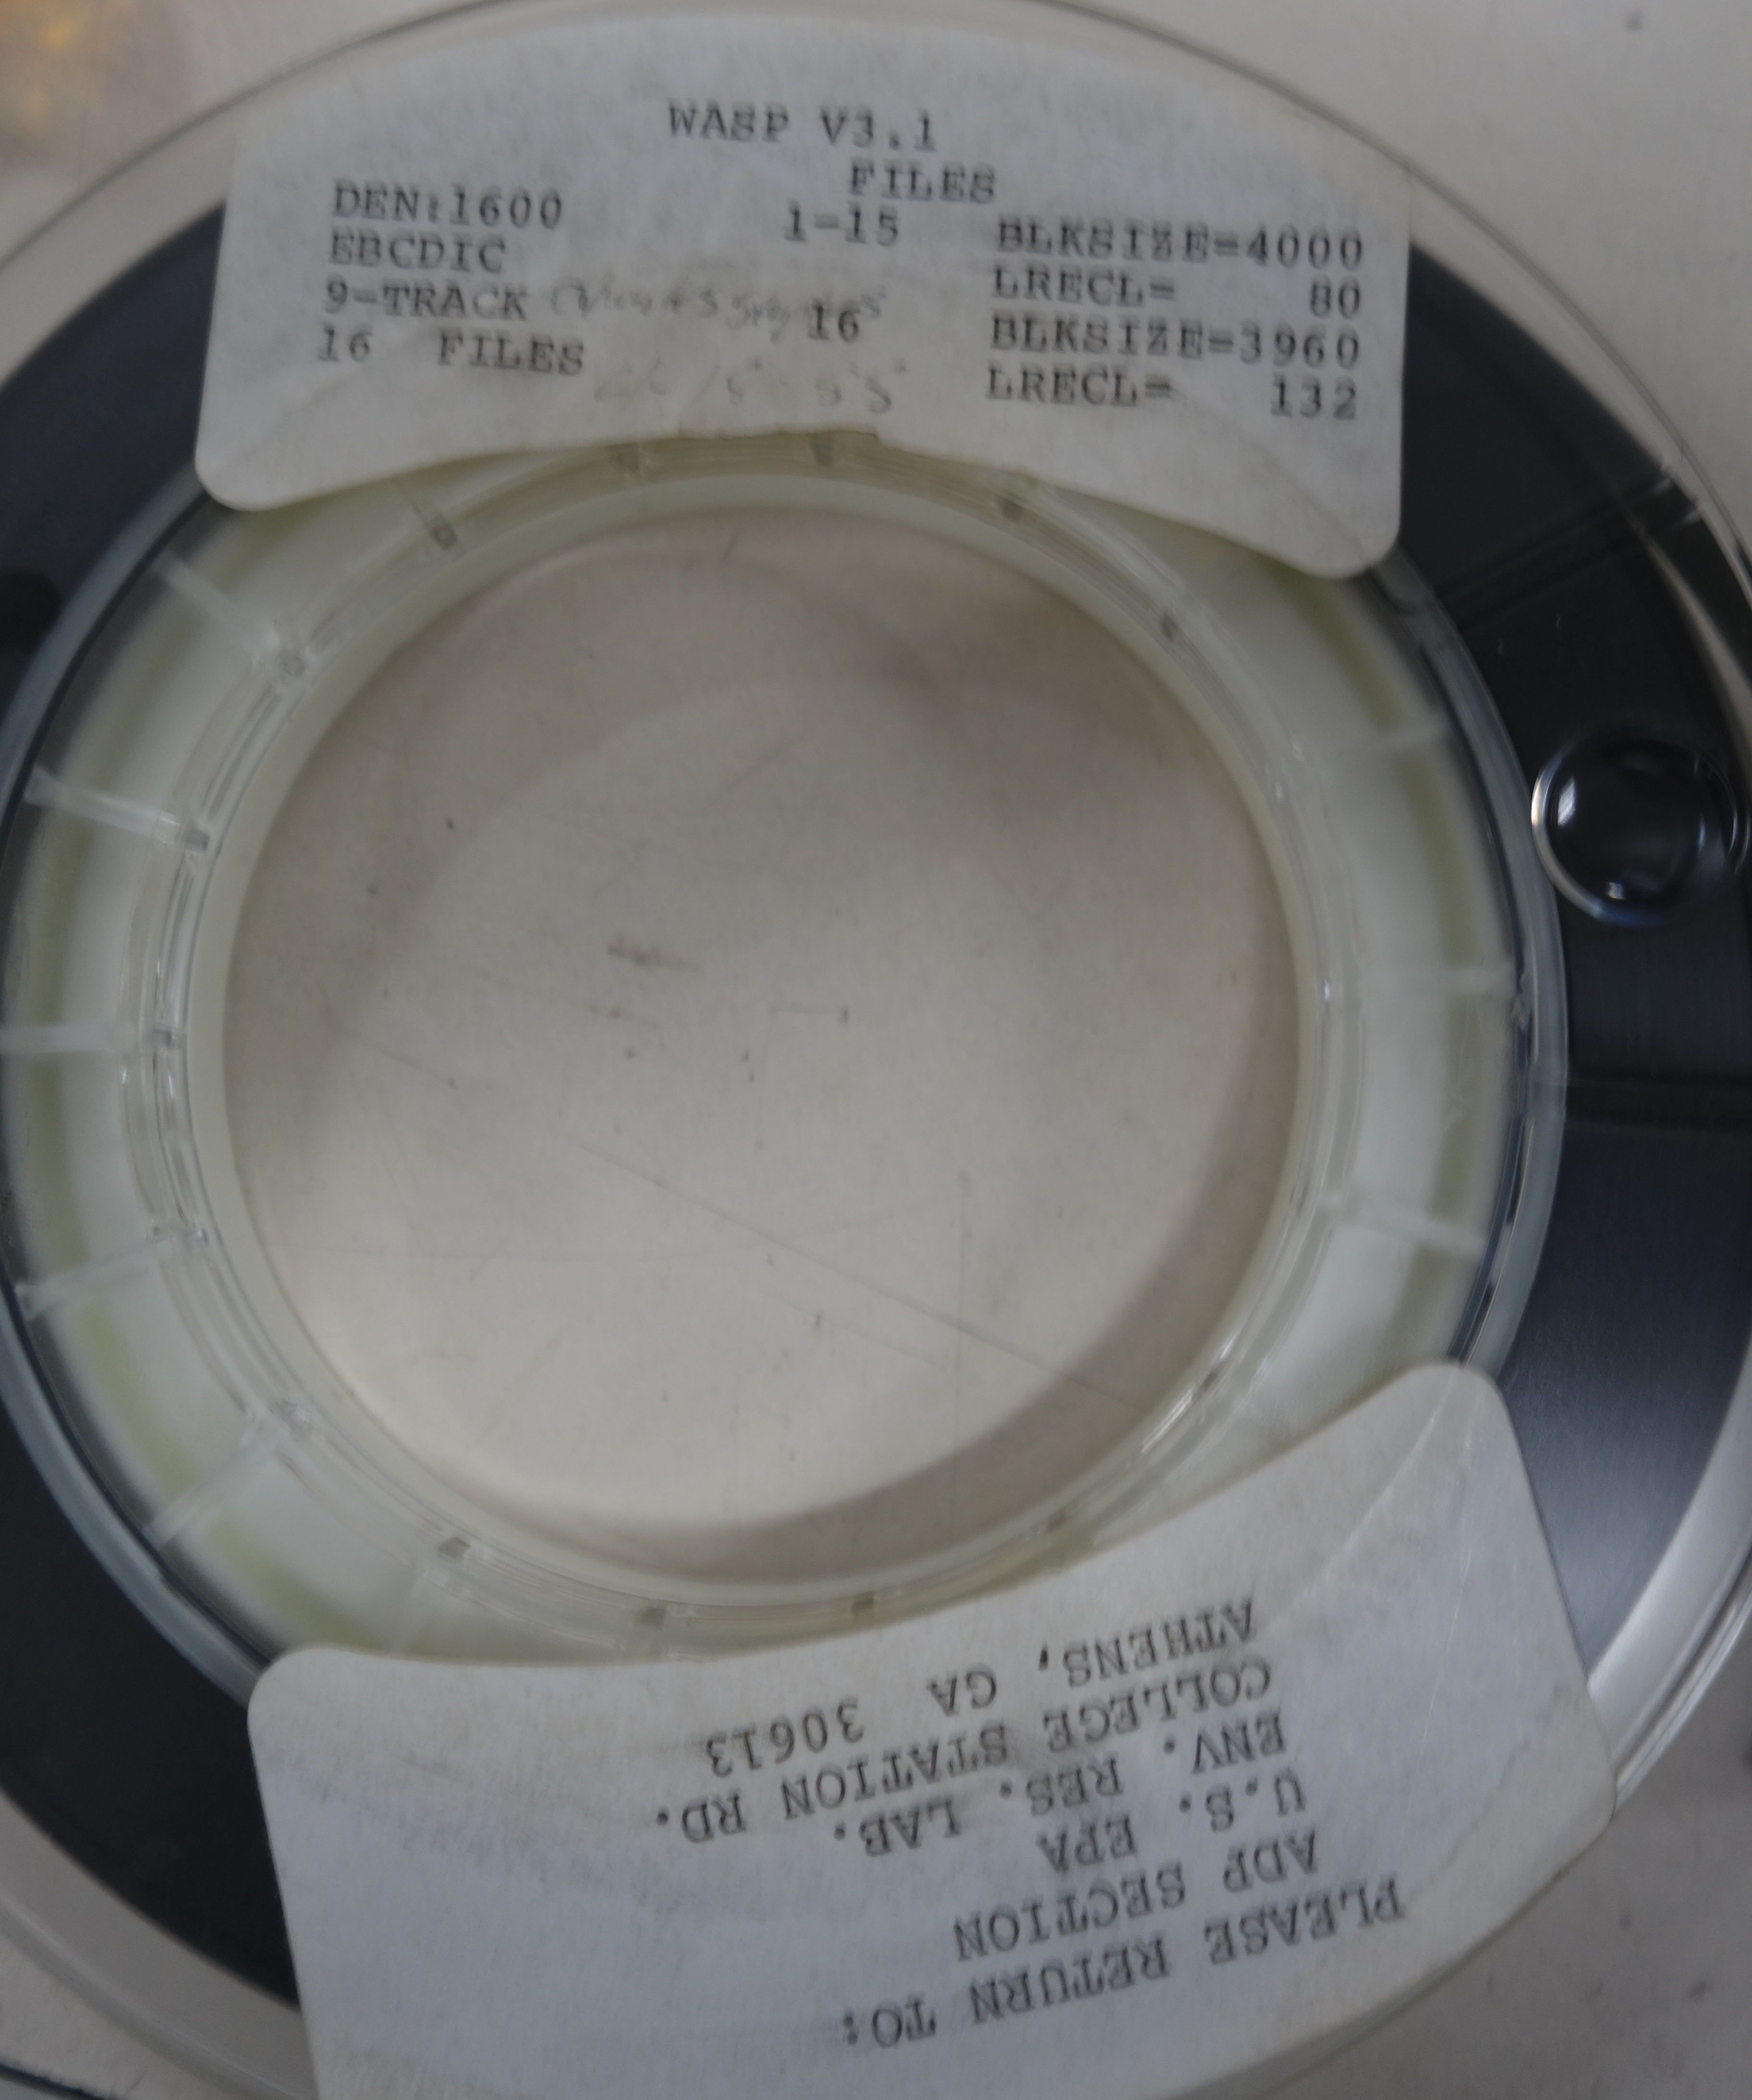 WASP V3.1
FILES
DEN:1600 1-15 BLKSIZE=4000
EBCDIC LRECL= 80
9-TRACK 16 BLKSIZE=3960
16 FILES LRECL= 132
PLEASE RETURN TO:
ADP SECTION
U.S. EPA
ENV. RES. LAB.
COLLEGE STATION RD.
ATHENS, GA 30613